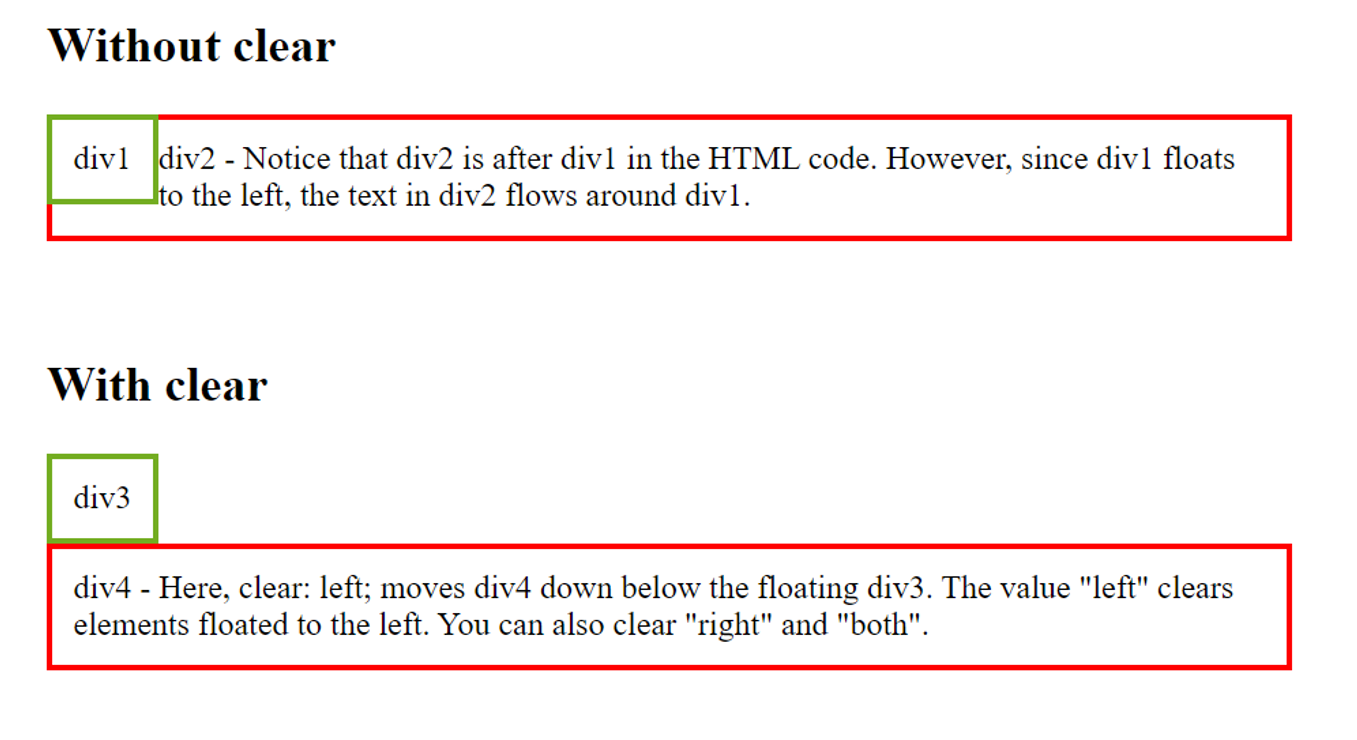 Without clear
div1
div2 - Notice that div2 is after div1 in the HTML code. However, since div1 floats
to the left, the text in div2 flows around div1.
With clear
div3
div4 - Here, clear: left; moves div4 down below the floating div3. The value "left" clears
elements floated to the left. You can also clear "right" and "both".